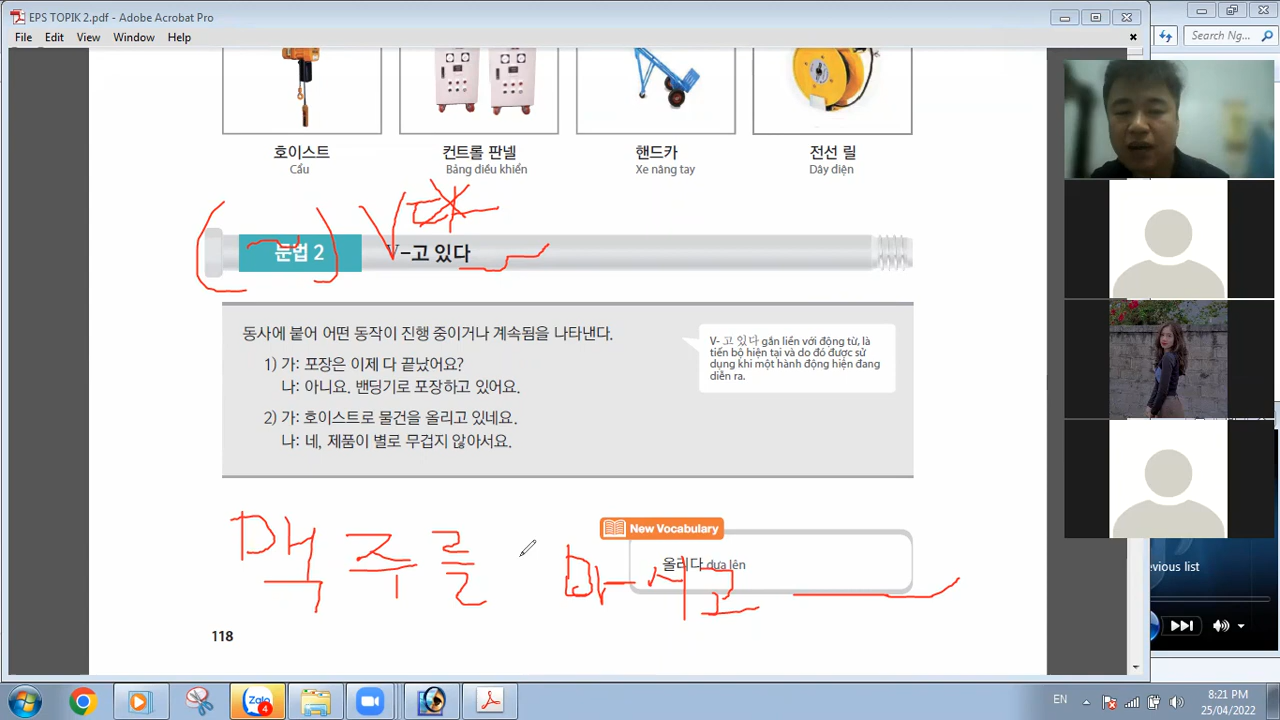 EPS TOPIK 2.pdf - Adobe Acrobat Pro
File Edit View Window Help
Search Ng...
호이스트
Cẩu
컨트롤 판넬
Bảng điều khiển
핸드카
Xe nâng tay
전선 릴
Dây diện
문법 2
V-고 있다
동사에 붙어 어떤 동작이 진행 중이거나 계속됨을 나타낸다.
1) 가: 포장은 이제 다 끝났어요?
나: 아니요. 밴딩기로 포장하고 있어요.
2) 가: 호이스트로 물건을 올리고 있네요.
나: 네, 제품이 별로 무겁지 않아서요.
V- 고 있다 gắn liền với động từ, là
tiến bộ hiện tại và do đó được sử
dụng khi một hành động hiện đang
diễn ra.
맥주를 마시고
New Vocabulary
올리다 dựa lên
118
revious list
Zalo
4
EN
8:21 PM
25/04/2022